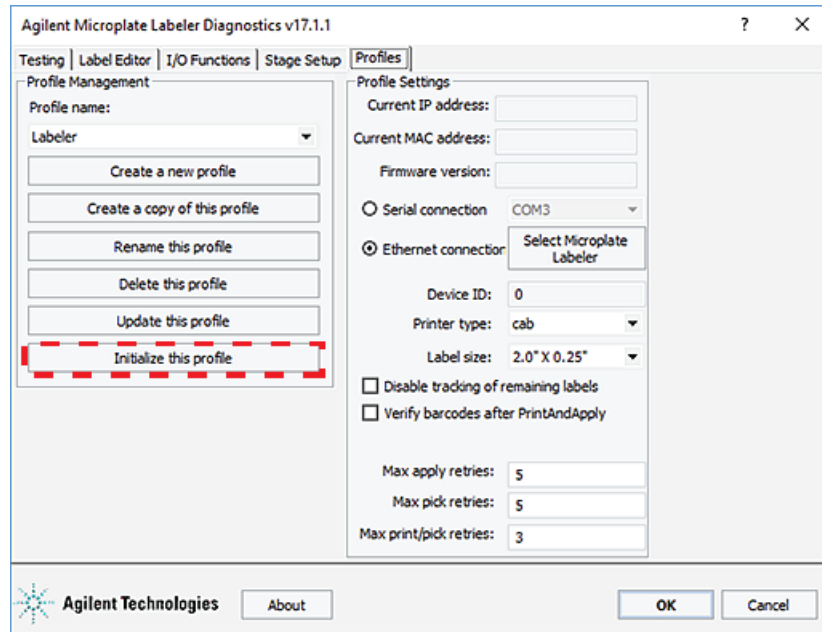 Agilent Microplate Labeler Diagnostics v17.1.1
? X
Testing Label Editor I/O Functions Stage Setup Profiles
Profile Management
Profile name:
Labeler
Create a new profile
Create a copy of this profile
Rename this profile
Delete this profile
Update this profile
Initialize this profile
Profile Settings
Current IP address:
Current MAC address:
Firmware version:
Serial connection COM3
Ethernet connection Select Microplate
Labeler
Device ID: 0
Printer type: cab
Label size: 2.0" X 0.25"
Disable tracking of remaining labels
Verify barcodes after PrintAndApply
Max apply retries: 5
Max pick retries: 5
Max print/pick retries: 3
Agilent Technologies About OK Cancel